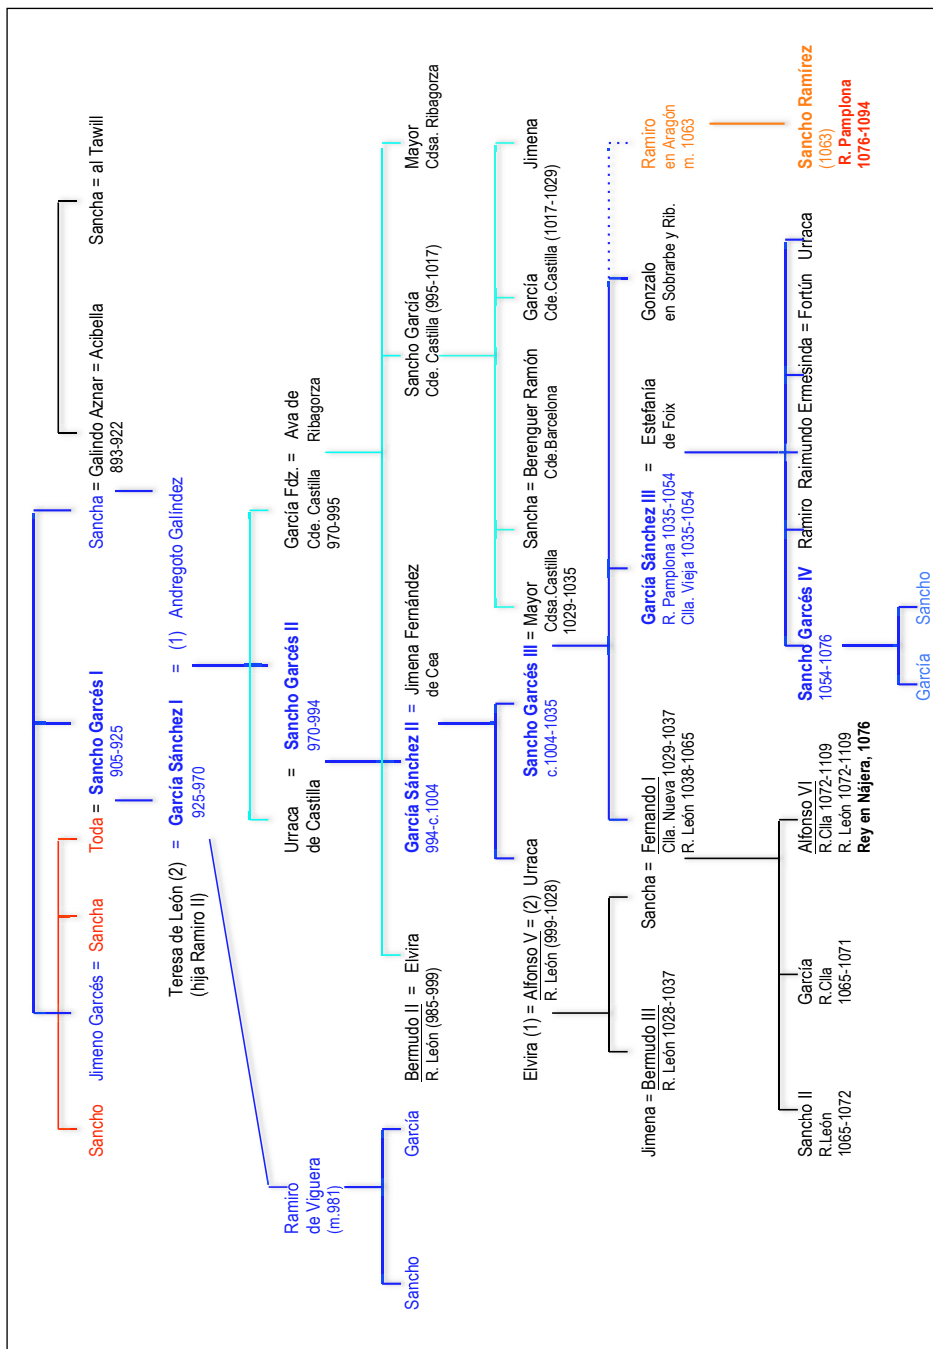 Sancho
Jimeno Garcés = Sancha
Toda = Sancho Garcés I
905-925
Sancha = Galindo Aznar = Acibella
893-922
Sancha = al Tawill
Teresa de León (2) = García Sánchez I = (1) Andregoto Galíndez
(hija Ramiro II)
925-970
Ramiro
de Viguera
(m.981)
Urraca = Sancho Garcés II
de Castilla
970-994
García Fdz. = Ava de
Cde. Castilla
Ribagorza
970-995
Sancho
García
Bermudo II = Elvira
R. León (985-999)
García Sánchez II = Jimena Fernández
994-c.1004
de Cea
Sancho García
Cde. Castilla (995-1017)
Mayor
Cdsa. Ribagorza
Elvira (1) = Alfonso V = (2) Urraca
R. León (999-1028)
Sancho Garcés III = Mayor
c.1004-1035
Cdsa.Castilla
1029-1035
Sancha = Berenguer Ramón
Cde.Barcelona
García
Cde.Castilla (1017-1029)
Jimena
Jimena = Bermudo III
R. León 1028-1037
Sancha = Fernando I
Clla. Nueva 1029-1037
R. León 1038-1065
García Sánchez III = Estefanía
R. Pamplona 1035-1054
de Foix
Clla. Vieja 1035-1054
Gonzalo
en Sobrarbe y Rib.
Ramiro
en Aragón
m. 1063
Sancho II
R.León
1065-1072
García
R.Clla
1065-1071
Alfonso VI
R.Clla 1072-1109
R. León 1072-1109
Rey en Nájera, 1076
Sancho Garcés IV
1054-1076
Ramiro Raimundo Ermesinda = Fortún Urraca
Sancho Ramírez
(1063)
R. Pamplona
1076-1094
García Sancho